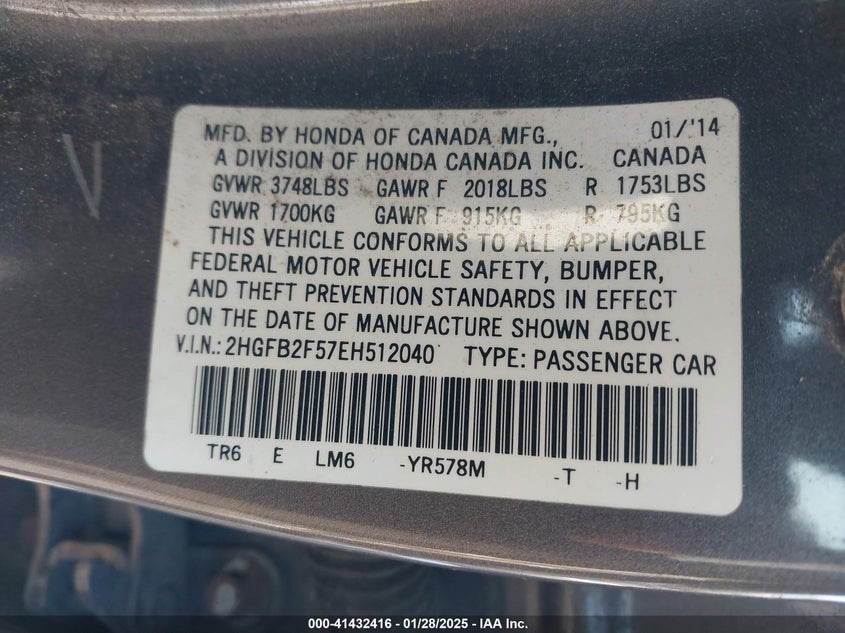 MFD. BY HONDA OF CANADA MFG., 01/'14
A DIVISION OF HONDA CANADA INC. CANADA
GVWR 3748LBS GAWR F 2018LBS R 1753LBS
GVWR 1700KG GAWR F 915KG R 795KG
THIS VEHICLE CONFORMS TO ALL APPLICABLE
FEDERAL MOTOR VEHICLE SAFETY, BUMPER,
AND THEFT PREVENTION STANDARDS IN EFFECT
ON THE DATE OF MANUFACTURE SHOWN ABOVE.
V.I.N.: 2HGFB2F57EH512040 TYPE: PASSENGER CAR
TR6 E LM6 -YR578M -T -H
000-41432416 - 01/28/2025 - IAA Inc.